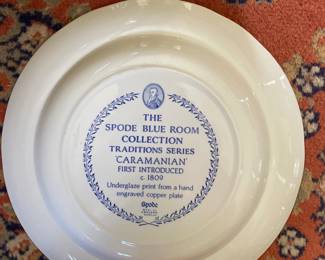 THE
SPODE BLUE ROOM
COLLECTION
TRADITIONS SERIES
'CARAMANIAN'
FIRST INTRODUCED
c. 1809
Underglaze print from a hand
engraved copper plate
Spode